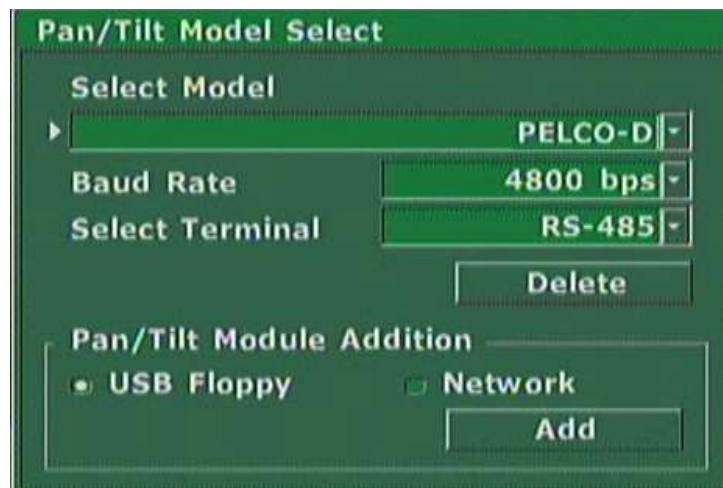 Pan/Tilt Model Select
Select Model
PELCO-D
Baud Rate 4800 bps
Select Terminal RS-485
Delete
Pan/Tilt Module Addition
USB Floppy Network
Add